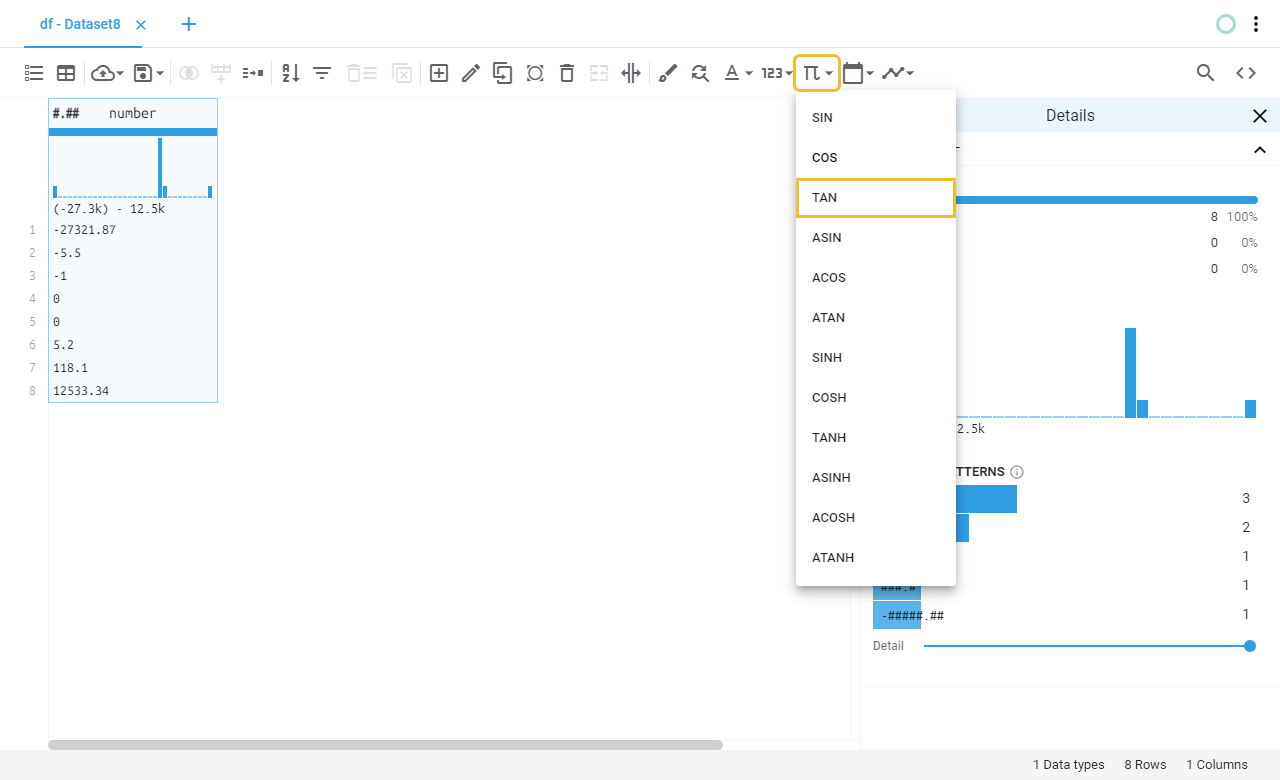 df - Dataset8
123
Details
#.## number
(-27.3k) - 12.5k
1 -27321.87
2 -5.5
3 -1
4 0
5 0
6 5.2
7 118.1
8 12533.34
SIN
COS
TAN
ASIN
ACOS
ATAN
SINH
COSH
TANH
ASINH
ACOSH
ATANH
8 100%
0 0%
0 0%
2.5k
TTERNS
3
2
1
###.# 1
-#####.## 1
Detail
1 Data types 8 Rows 1 Columns